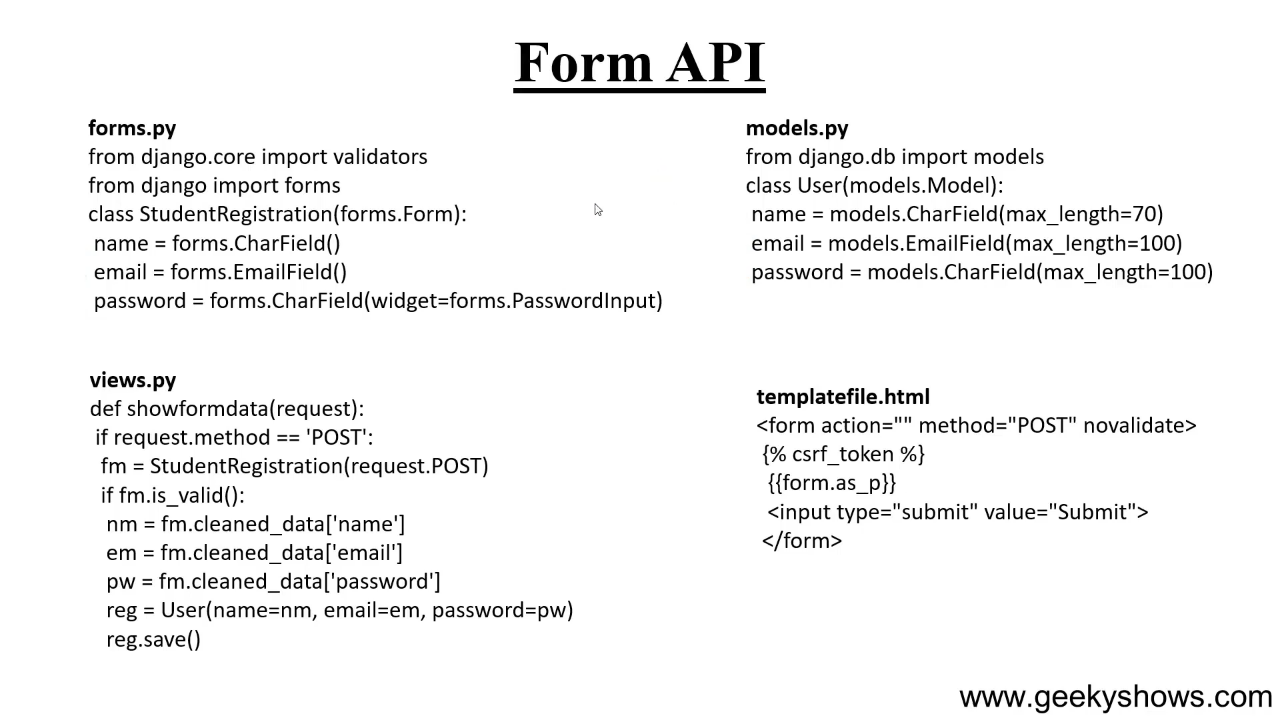 Form API
forms.py
from django.core import validators
from django import forms
class StudentRegistration(forms.Form):
 name = forms.CharField()
 email = forms.EmailField()
 password = forms.CharField(widget=forms.PasswordInput)
models.py
from django.db import models
class User(models.Model):
 name = models.CharField(max_length=70)
 email = models.EmailField(max_length=100)
 password = models.CharField(max_length=100)
views.py
def showformdata(request):
 if request.method == 'POST':
  fm = StudentRegistration(request.POST)
  if fm.is_valid():
   nm = fm.cleaned_data['name']
   em = fm.cleaned_data['email']
   pw = fm.cleaned_data['password']
   reg = User(name=nm, email=em, password=pw)
   reg.save()
templatefile.html
<form action="" method="POST" novalidate>
 {% csrf_token %}
  {{form.as_p}}
  <input type="submit" value="Submit">
 </form>
www.geekyshows.com